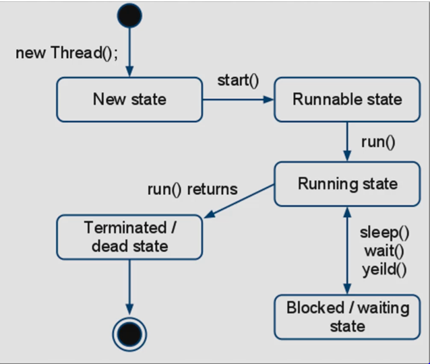 new Thread();
start()
New state
Runnable state
run()
Running state
run() returns
Terminated /
dead state
sleep()
wait()
yeild()
Blocked / waiting
state